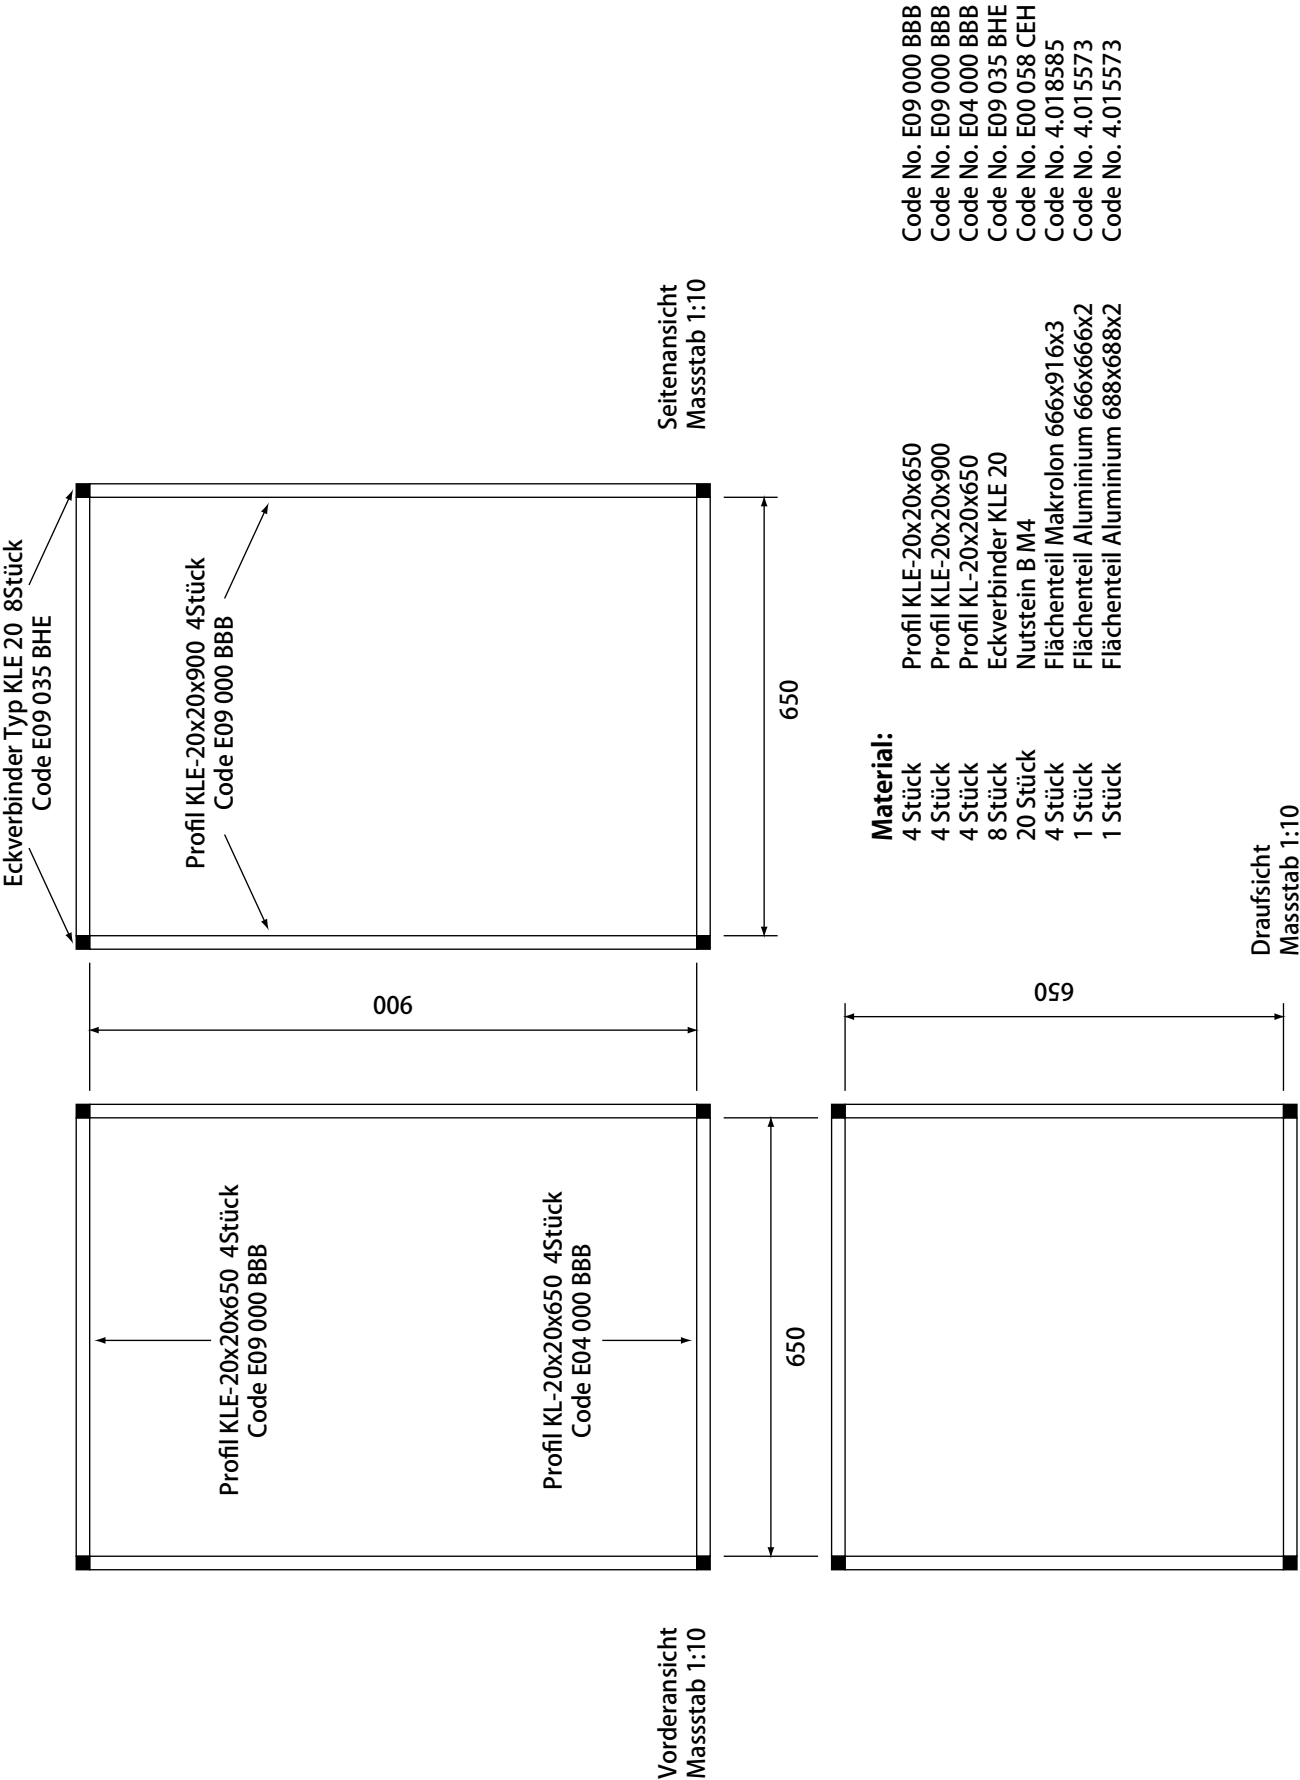 Eckverbinder Typ KLE 20 8Stück
Code E09 035 BHE
Profil KLE-20x20x650 4Stück
Code E09 000 BBB
Profil KL-20x20x650 4Stück
Code E04 000 BBB
900
Profil KLE-20x20x900 4Stück
Code E09 000 BBB
Vorderansicht
Massstab 1:10
650
650
Seitenansicht
Massstab 1:10
650
Draufsicht
Massstab 1:10
Material:
4 Stück Profil KLE-20x20x650 Code No. E09 000 BBB
4 Stück Profil KLE-20x20x900 Code No. E09 000 BBB
4 Stück Profil KL-20x20x650 Code No. E04 000 BBB
8 Stück Eckverbinder KLE 20 Code No. E09 035 BHE
20 Stück Nutstein B M4 Code No. E00 058 CEH
4 Stück Flächenteil Makrolon 666x916x3 Code No. 4.018585
1 Stück Flächenteil Aluminium 666x666x2 Code No. 4.015573
1 Stück Flächenteil Aluminium 688x688x2 Code No. 4.015573